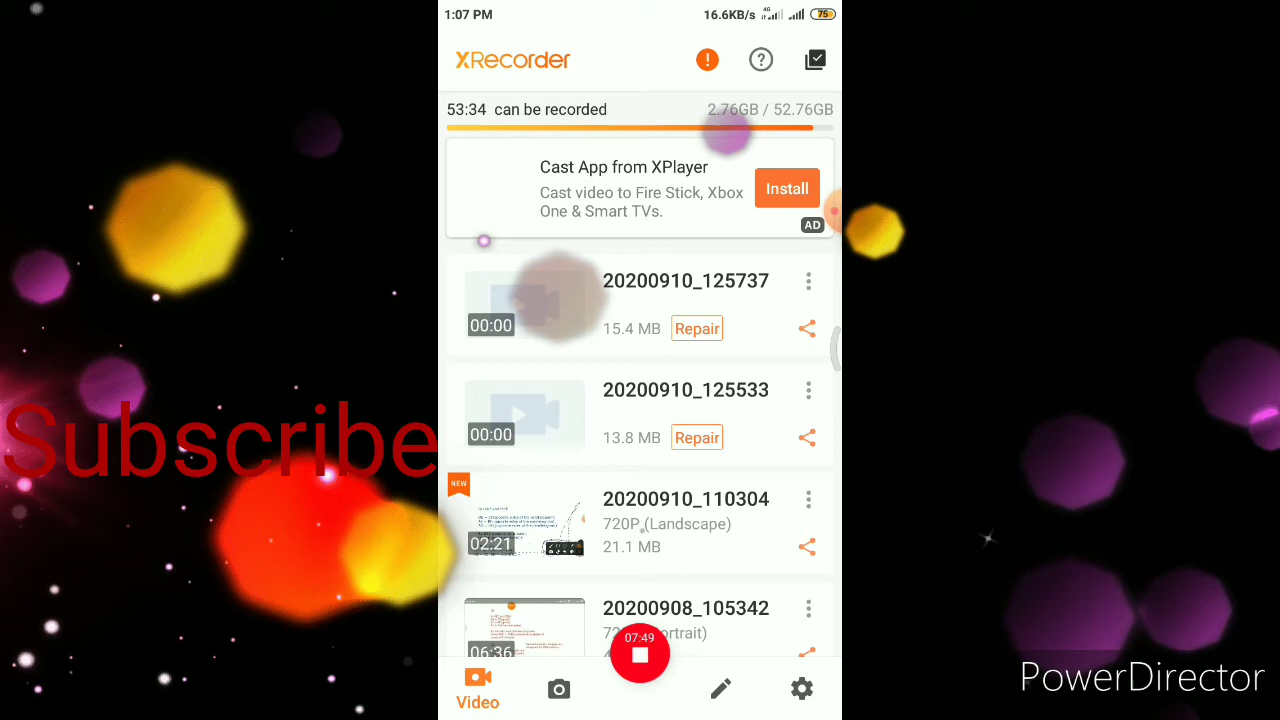 1:07 PM
16.6KB/s 4G 75
XRecorder
53:34 can be recorded
2.76GB / 52.76GB
Cast App from XPlayer
Cast video to Fire Stick, Xbox
One & Smart TVs.
Install
AD
20200910_125737
00:00
15.4 MB Repair
20200910_125533
00:00
13.8 MB Repair
NEW
20200910_110304
720P (Landscape)
02:21
21.1 MB
20200908_105342
06:36
07:49
Video
Subscribe
PowerDirector